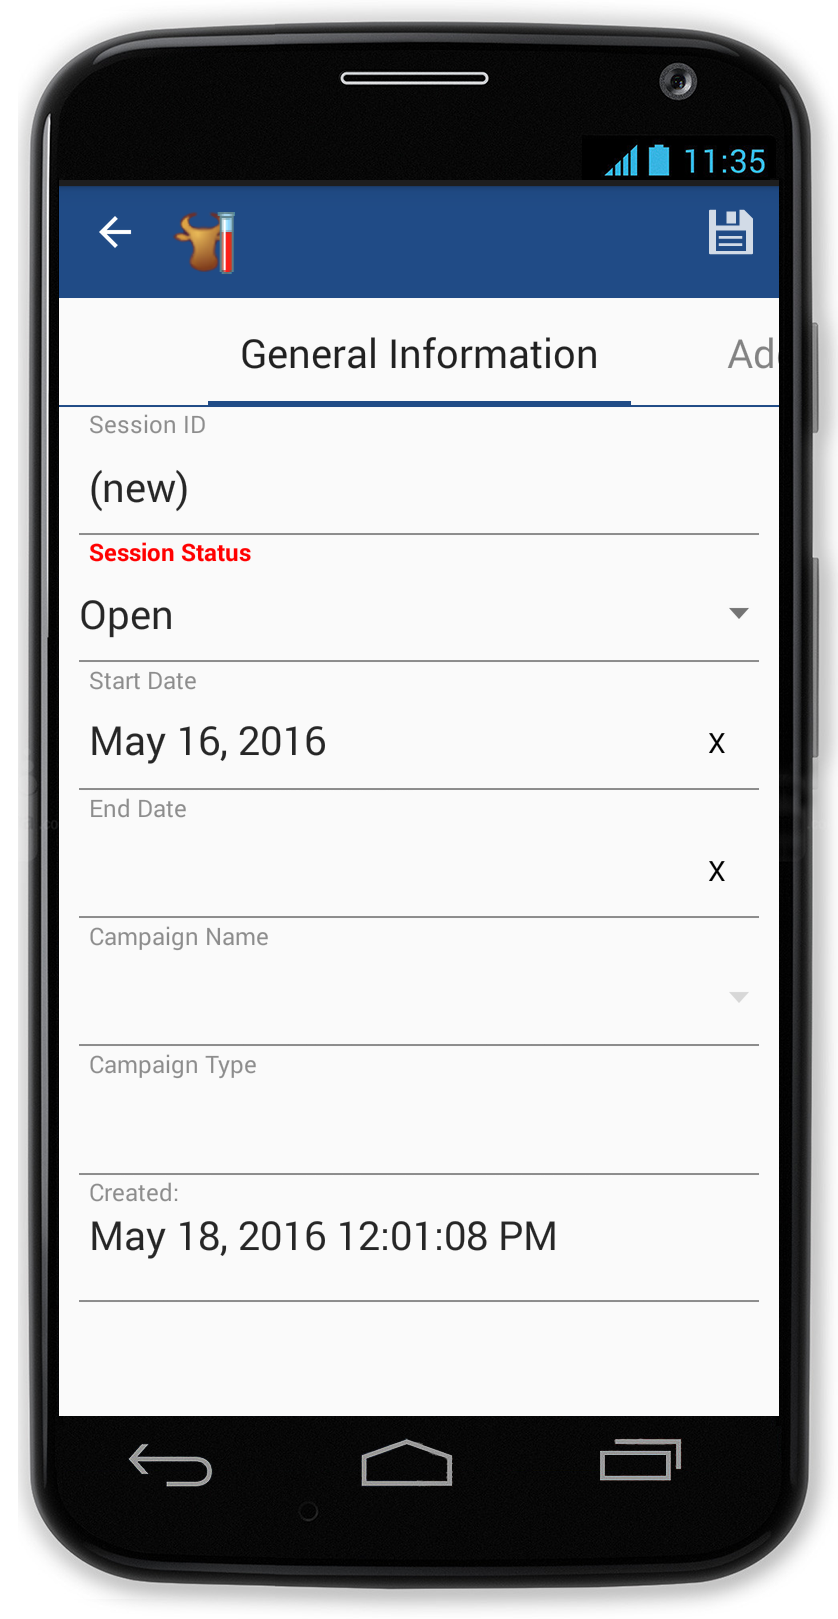 11:35
General Information Ad
Session ID
(new)
Session Status
Open
Start Date
May 16, 2016 X
End Date
X
Campaign Name
Campaign Type
Created:
May 18, 2016 12:01:08 PM